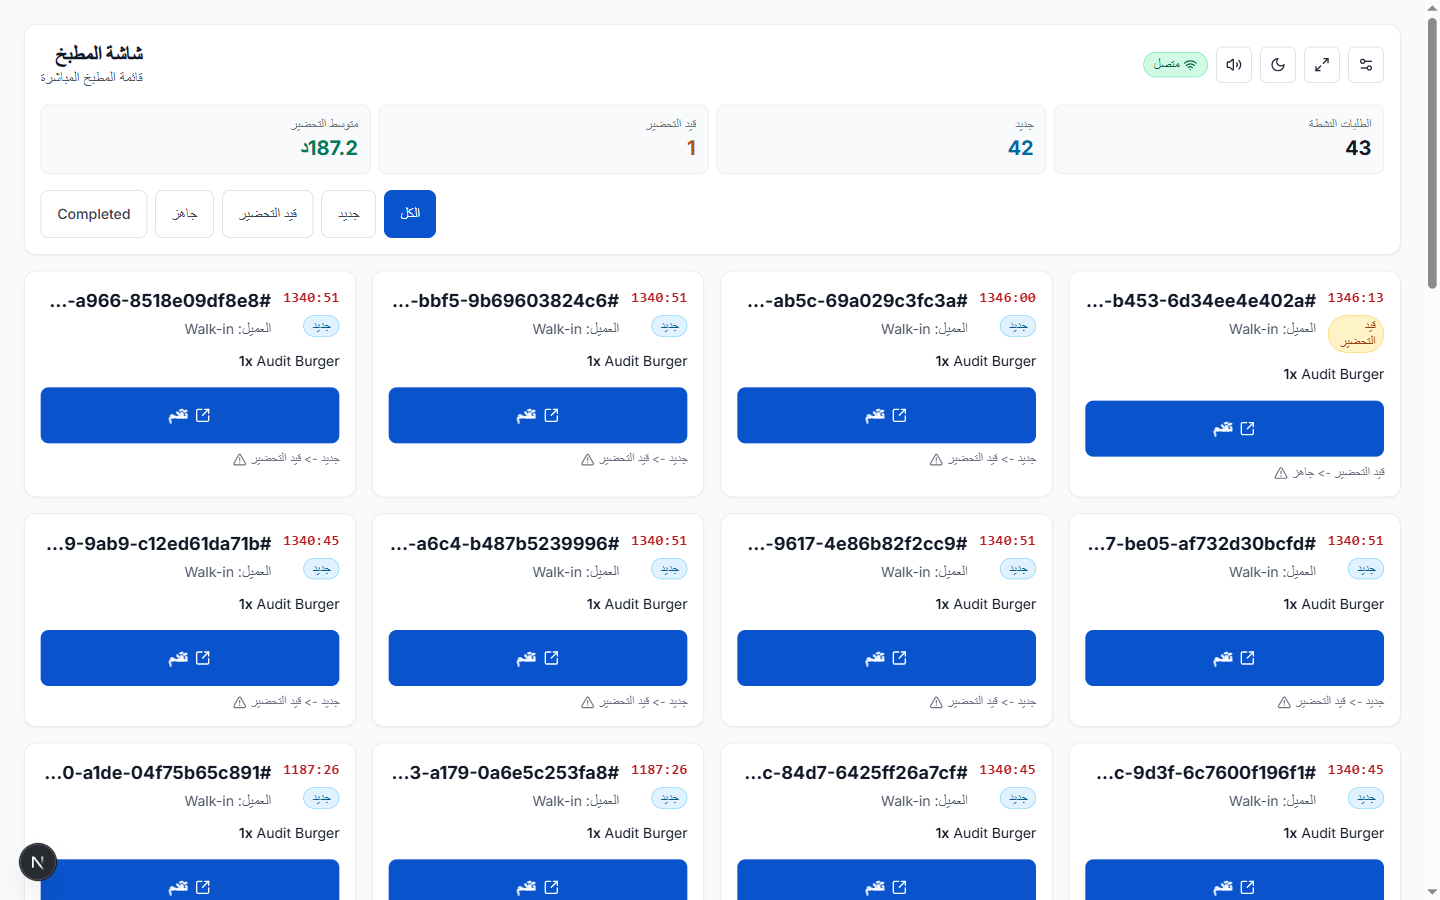 شاشة المطبخ
قائمة المطبخ المباشرة
متصل
الطلبات النشطة
43
جديد
42
قيد التحضير
1
متوسط التحضير
187.2د
الكل
جديد
قيد التحضير
جاهز
Completed
1346:13
...-b453-6d34ee4e402a#
قيد التحضير
العميل: Walk-in
1x Audit Burger
تقدم
قيد التحضير -> جاهز
1346:00
...-ab5c-69a029c3fc3a#
جديد
العميل: Walk-in
1x Audit Burger
تقدم
جديد -> قيد التحضير
1340:51
...-bbf5-9b69603824c6#
جديد
العميل: Walk-in
1x Audit Burger
تقدم
جديد -> قيد التحضير
1340:51
...-a966-8518e09df8e8#
جديد
العميل: Walk-in
1x Audit Burger
تقدم
جديد -> قيد التحضير
1340:51
...7-be05-af732d30bcfd#
جديد
العميل: Walk-in
1x Audit Burger
تقدم
جديد -> قيد التحضير
1340:51
...-9617-4e86b82f2cc9#
جديد
العميل: Walk-in
1x Audit Burger
تقدم
جديد -> قيد التحضير
1340:51
...-a6c4-b487b5239996#
جديد
العميل: Walk-in
1x Audit Burger
تقدم
جديد -> قيد التحضير
1340:45
...9-9ab9-c12ed61da71b#
جديد
العميل: Walk-in
1x Audit Burger
تقدم
جديد -> قيد التحضير
1340:45
...c-9d3f-6c7600f196f1#
جديد
العميل: Walk-in
1x Audit Burger
تقدم
1340:45
...c-84d7-6425ff26a7cf#
جديد
العميل: Walk-in
1x Audit Burger
تقدم
1187:26
...3-a179-0a6e5c253fa8#
جديد
العميل: Walk-in
1x Audit Burger
تقدم
1187:26
...0-a1de-04f75b65c891#
جديد
العميل: Walk-in
1x Audit Burger
تقدم
N